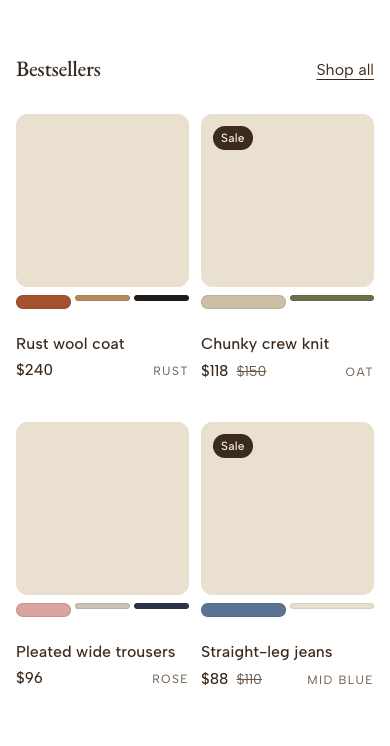 Bestsellers Shop all
Sale
Rust wool coat
$240 RUST
Chunky crew knit
$118 $150 OAT
Sale
Pleated wide trousers
$96 ROSE
Straight-leg jeans
$88 $110 MID BLUE